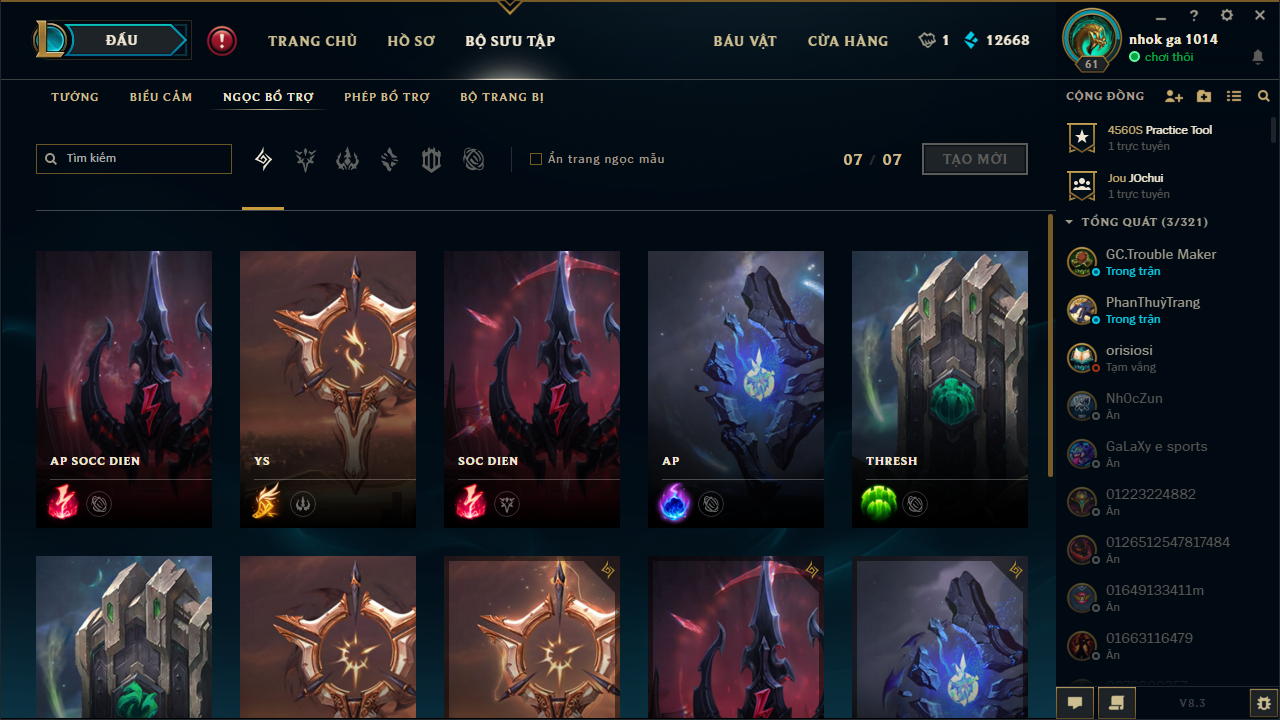 ĐẤU
TRANG CHỦ
HỒ SƠ
BỘ SƯU TẬP
BÁU VẬT
CỬA HÀNG
1
12668
61
nhok ga 1014
chơi thôi
TƯỚNG
BIỂU CẢM
NGỌC BỔ TRỢ
PHÉP BỔ TRỢ
BỘ TRANG BỊ
Tìm kiếm
Ẩn trang ngọc mẫu
07 / 07
TẠO MỚI
AP SOCC DIEN
YS
SOC DIEN
AP
THRESH
CỘNG ĐỒNG
4560S Practice Tool
1 trực tuyến
Jou JOchui
1 trực tuyến
TỔNG QUÁT (3/321)
GC.Trouble Maker
Trong trận
PhanThuỳTrang
Trong trận
orisiosi
Tạm vắng
Nh0cZun
Ẩn
GaLaXy e sports
Ẩn
01223224882
Ẩn
0126512547817484
Ẩn
01649133411m
Ẩn
01663116479
Ẩn
V8.3